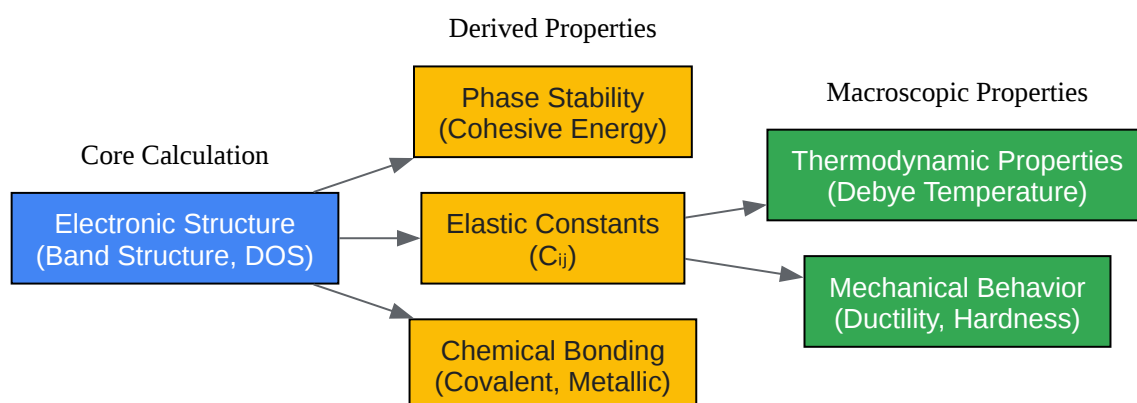 Derived Properties
Phase Stability
(Cohesive Energy)
Macroscopic Properties
Core Calculation
Thermodynamic Properties
(Debye Temperature)
Electronic Structure
(Band Structure, DOS)
Elastic Constants
(Cᵢⱼ)
Mechanical Behavior
(Ductility, Hardness)
Chemical Bonding
(Covalent, Metallic)